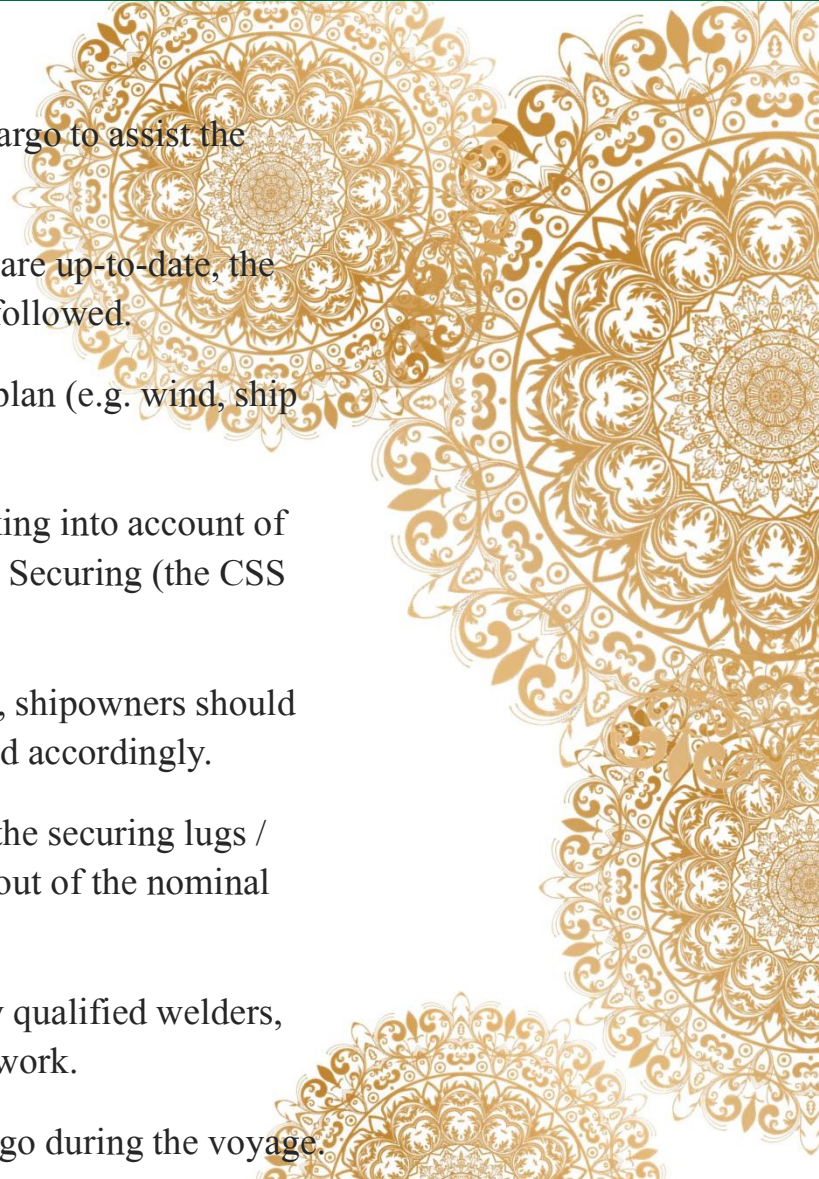 argo to assist the
are up-to-date, the
followed.
plan (e.g. wind, ship
king into account of
Securing (the CSS
, shipowners should
d accordingly.
the securing lugs /
out of the nominal
y qualified welders,
work.
go during the voyage.